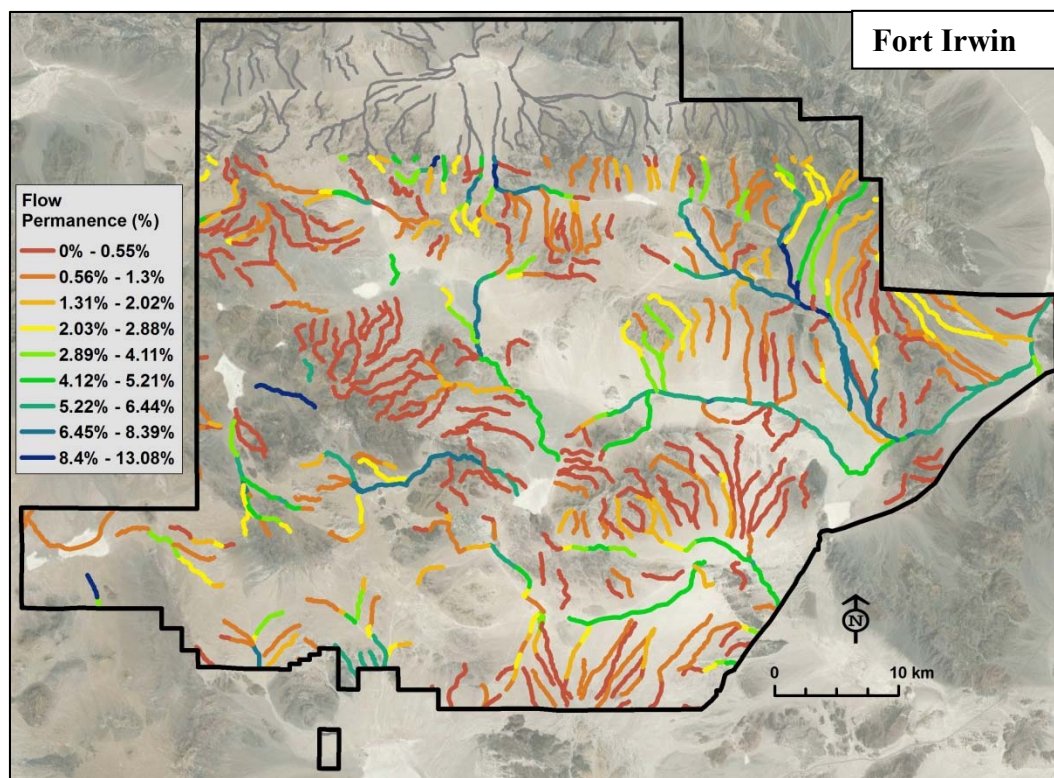 Fort Irwin
Flow
Permanence (%)
0% - 0.55%
0.56% - 1.3%
1.31% - 2.02%
2.03% - 2.88%
2.89% - 4.11%
4.12% - 5.21%
5.22% - 6.44%
6.45% - 8.39%
8.4% - 13.08%
N
0 10 km